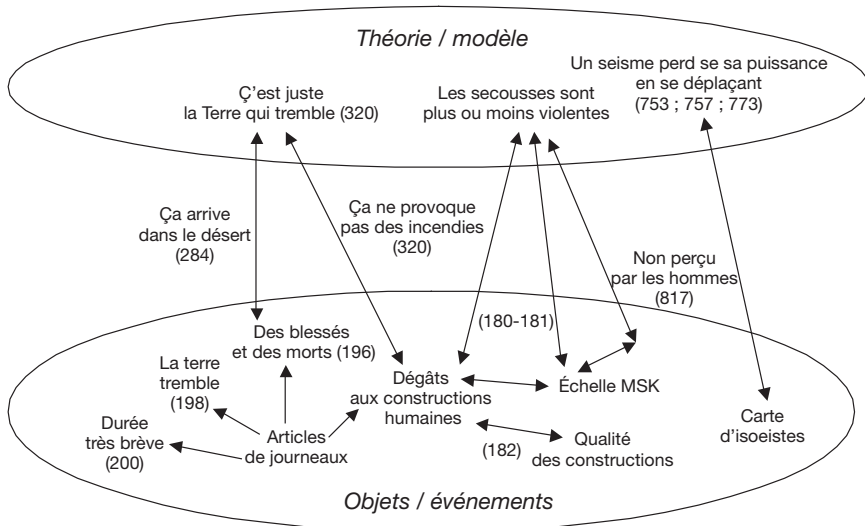 Théorie / modèle
Un seisme perd se sa puissance
en se déplaçant
(753 ; 757 ; 773)
Ç'est juste
la Terre qui tremble (320)
Les secousses sont
plus ou moins violentes
Ça arrive
dans le désert
(284)
Ça ne provoque
pas des incendies
(320)
Non perçu
par les hommes
(817)
(180-181)
Des blessés
et des morts (196)
La terre
tremble
(198)
Dégâts
aux constructions
humaines
Échelle MSK
Durée
très brève
(200)
Articles
de journeaux
(182)
Qualité
des constructions
Carte
d'isoeistes
Objets / événements